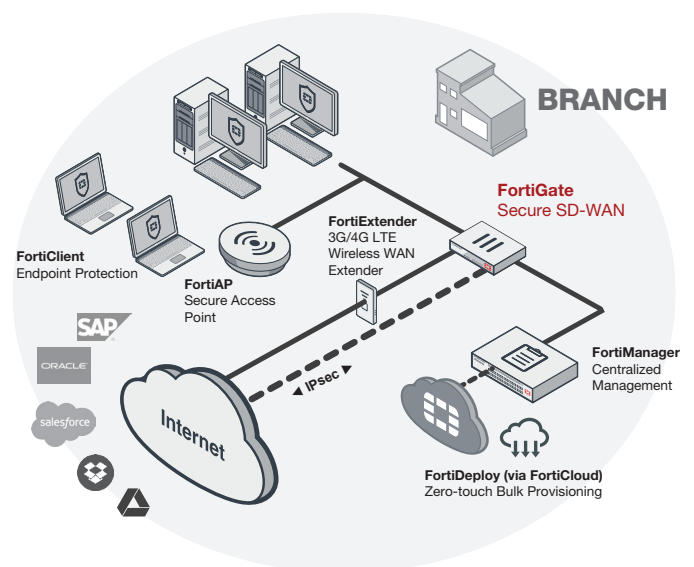 BRANCH
FortiGate
Secure SD-WAN
FortiExtender
3G/4G LTE
Wireless WAN
Extender
FortiClient
Endpoint Protection
FortiAP
Secure Access
Point
SAP
ORACLE
salesforce
Internet
◄ IPsec ►
FortiManager
Centralized
Management
FortiDeploy (via FortiCloud)
Zero-touch Bulk Provisioning